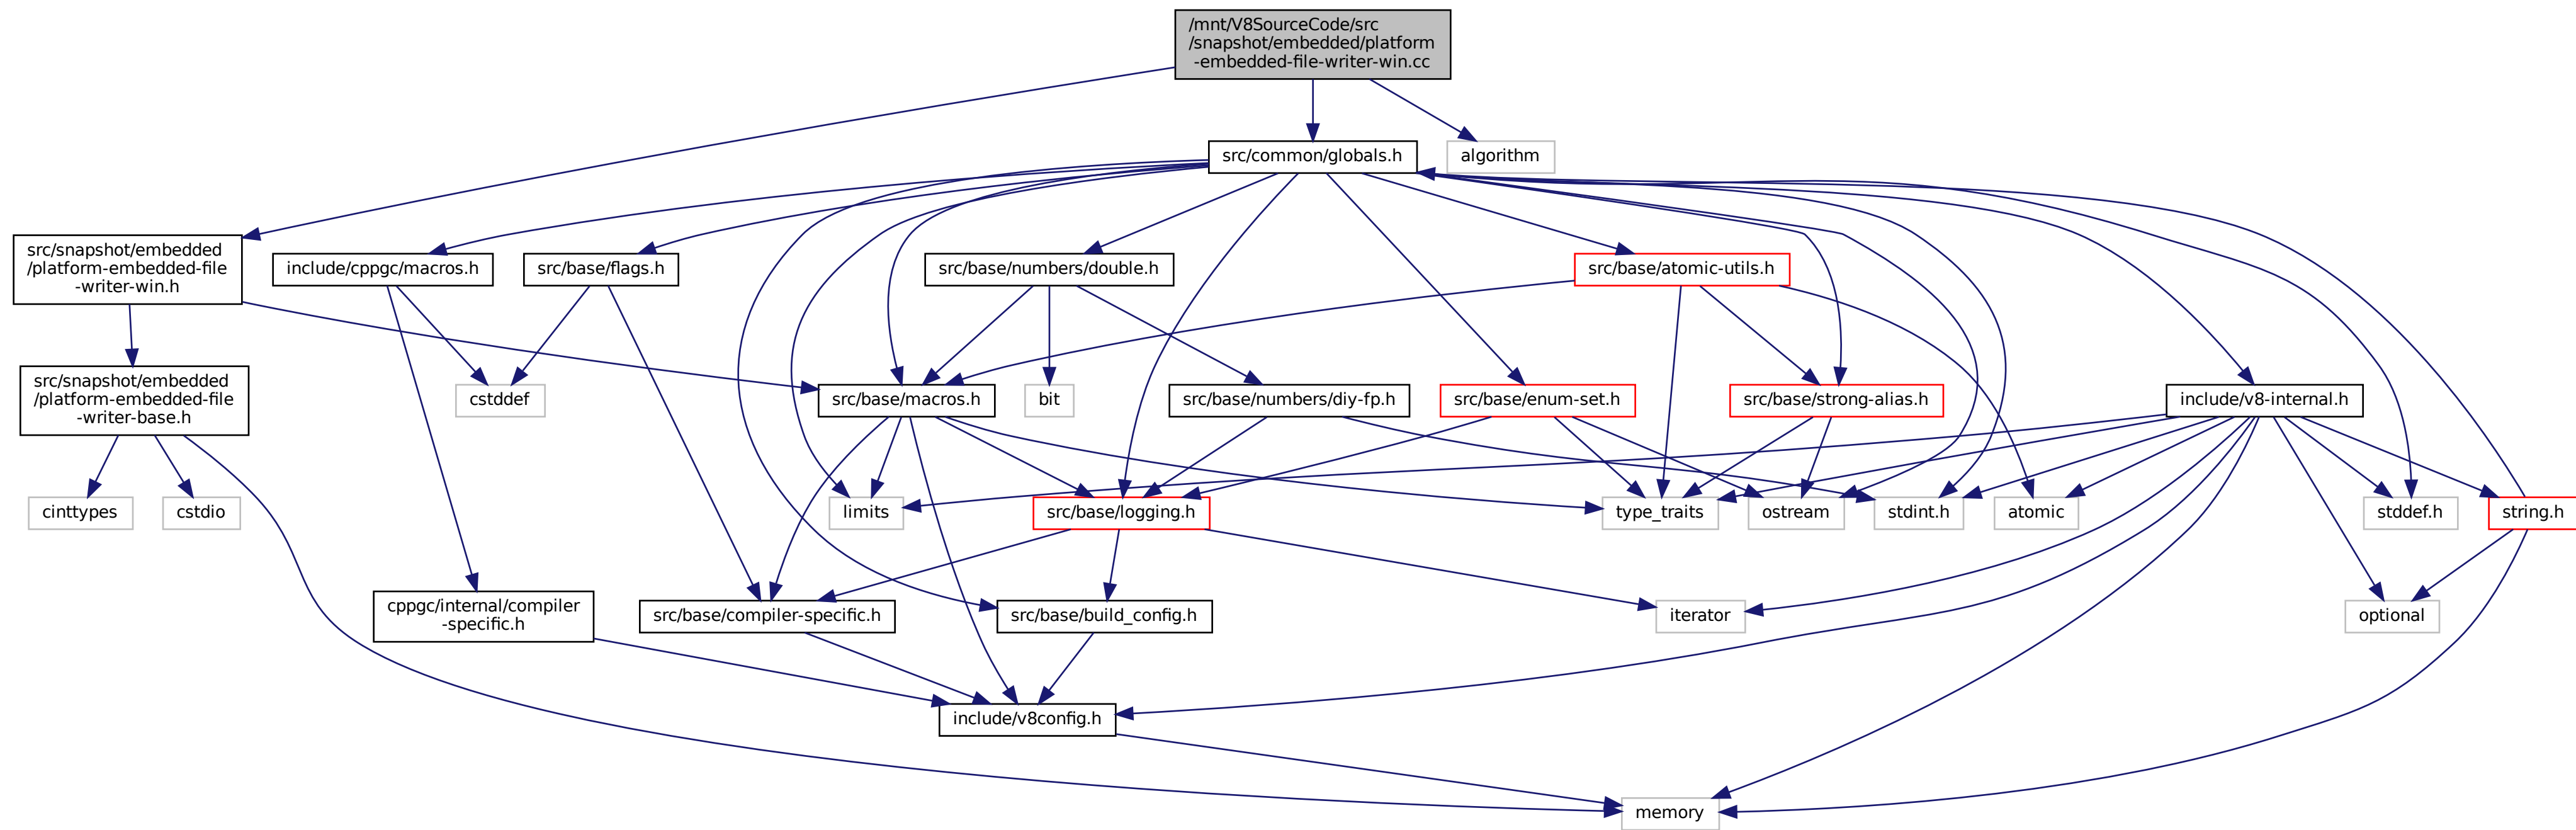 /mnt/V8SourceCode/src
/snapshot/embedded/platform
-embedded-file-writer-win.cc
src/common/globals.h
algorithm
src/snapshot/embedded
/platform-embedded-file
-writer-win.h
include/cppgc/macros.h
src/base/flags.h
src/base/numbers/double.h
src/base/atomic-utils.h
src/snapshot/embedded
/platform-embedded-file
-writer-base.h
cstddef
src/base/macros.h
bit
src/base/numbers/diy-fp.h
src/base/enum-set.h
src/base/strong-alias.h
include/v8-internal.h
cinttypes
cstdio
limits
src/base/logging.h
type_traits
ostream
stdint.h
atomic
stddef.h
string.h
cppgc/internal/compiler
-specific.h
src/base/compiler-specific.h
src/base/build_config.h
iterator
optional
include/v8config.h
memory